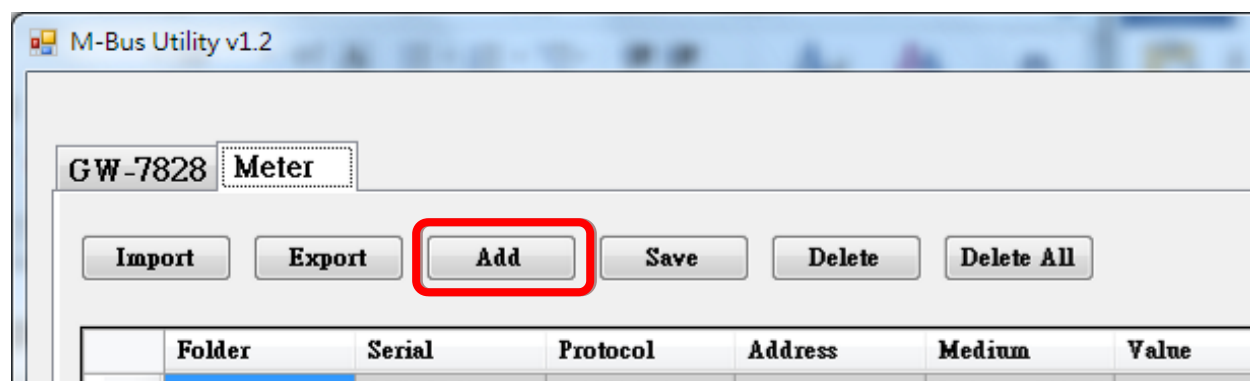 M-Bus Utility v1.2
GW-7828 Meter
Import Export Add Save Delete Delete All
Folder Serial Protocol Address Medium Value